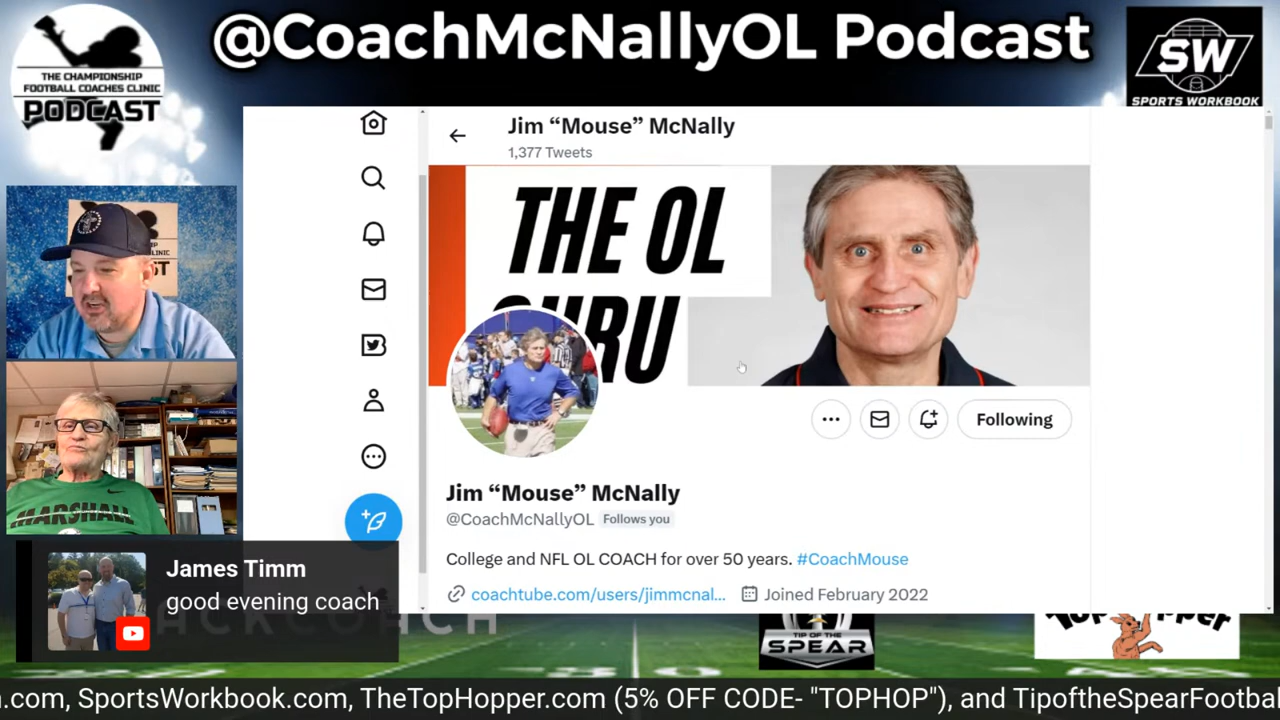 @CoachMcNallyOL Podcast
THE CHAMPIONSHIP
FOOTBALL COACHES CLINIC
PODCAST
SW
SPORTS WORKBOOK
Jim “Mouse” McNally
1,377 Tweets
THE OL
GURU
Following
Jim “Mouse” McNally
@CoachMcNallyOL Follows you
College and NFL OL COACH for over 50 years. #CoachMouse
coachtube.com/users/jimmcnal... Joined February 2022
MARSHALL
James Timm
good evening coach
TIP OF THE
SPEAR
.com, SportsWorkbook.com, TheTopHopper.com (5% OFF CODE- "TOPHOP"), and TipoftheSpearFootba